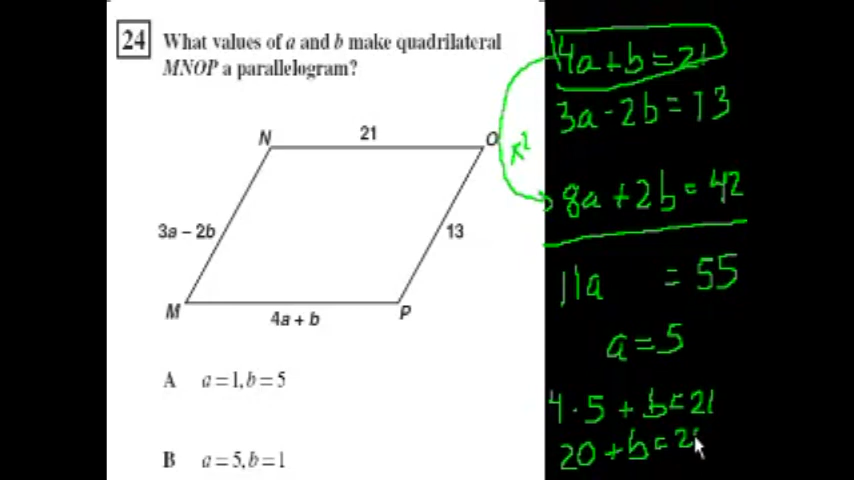 24 What values of a and b make quadrilateral
MNOP a parallelogram?
N
21
O
3a – 2b
13
M
4a + b
P
A a = 1, b = 5
B a = 5, b = 1
4a + b = 21
3a - 2b = 13
x2
8a + 2b = 42
11a = 55
a = 5
4 · 5 + b = 21
20 + b = 2